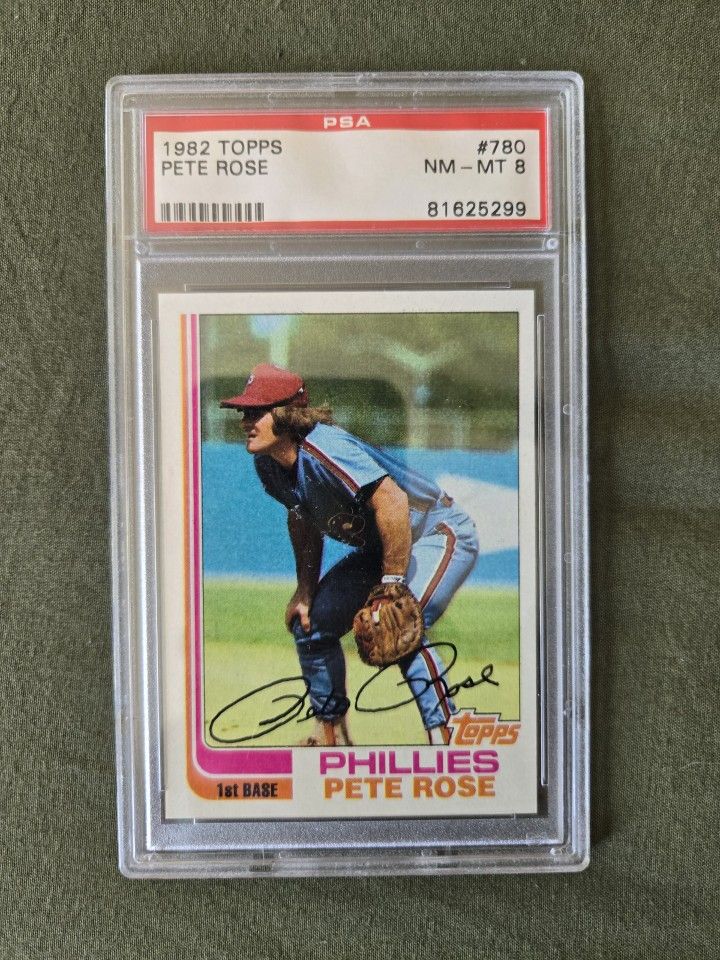 PSA
1982 TOPPS #780
PETE ROSE NM-MT 8
81625299
Pete Rose
Topps
PHILLIES
1st BASE PETE ROSE